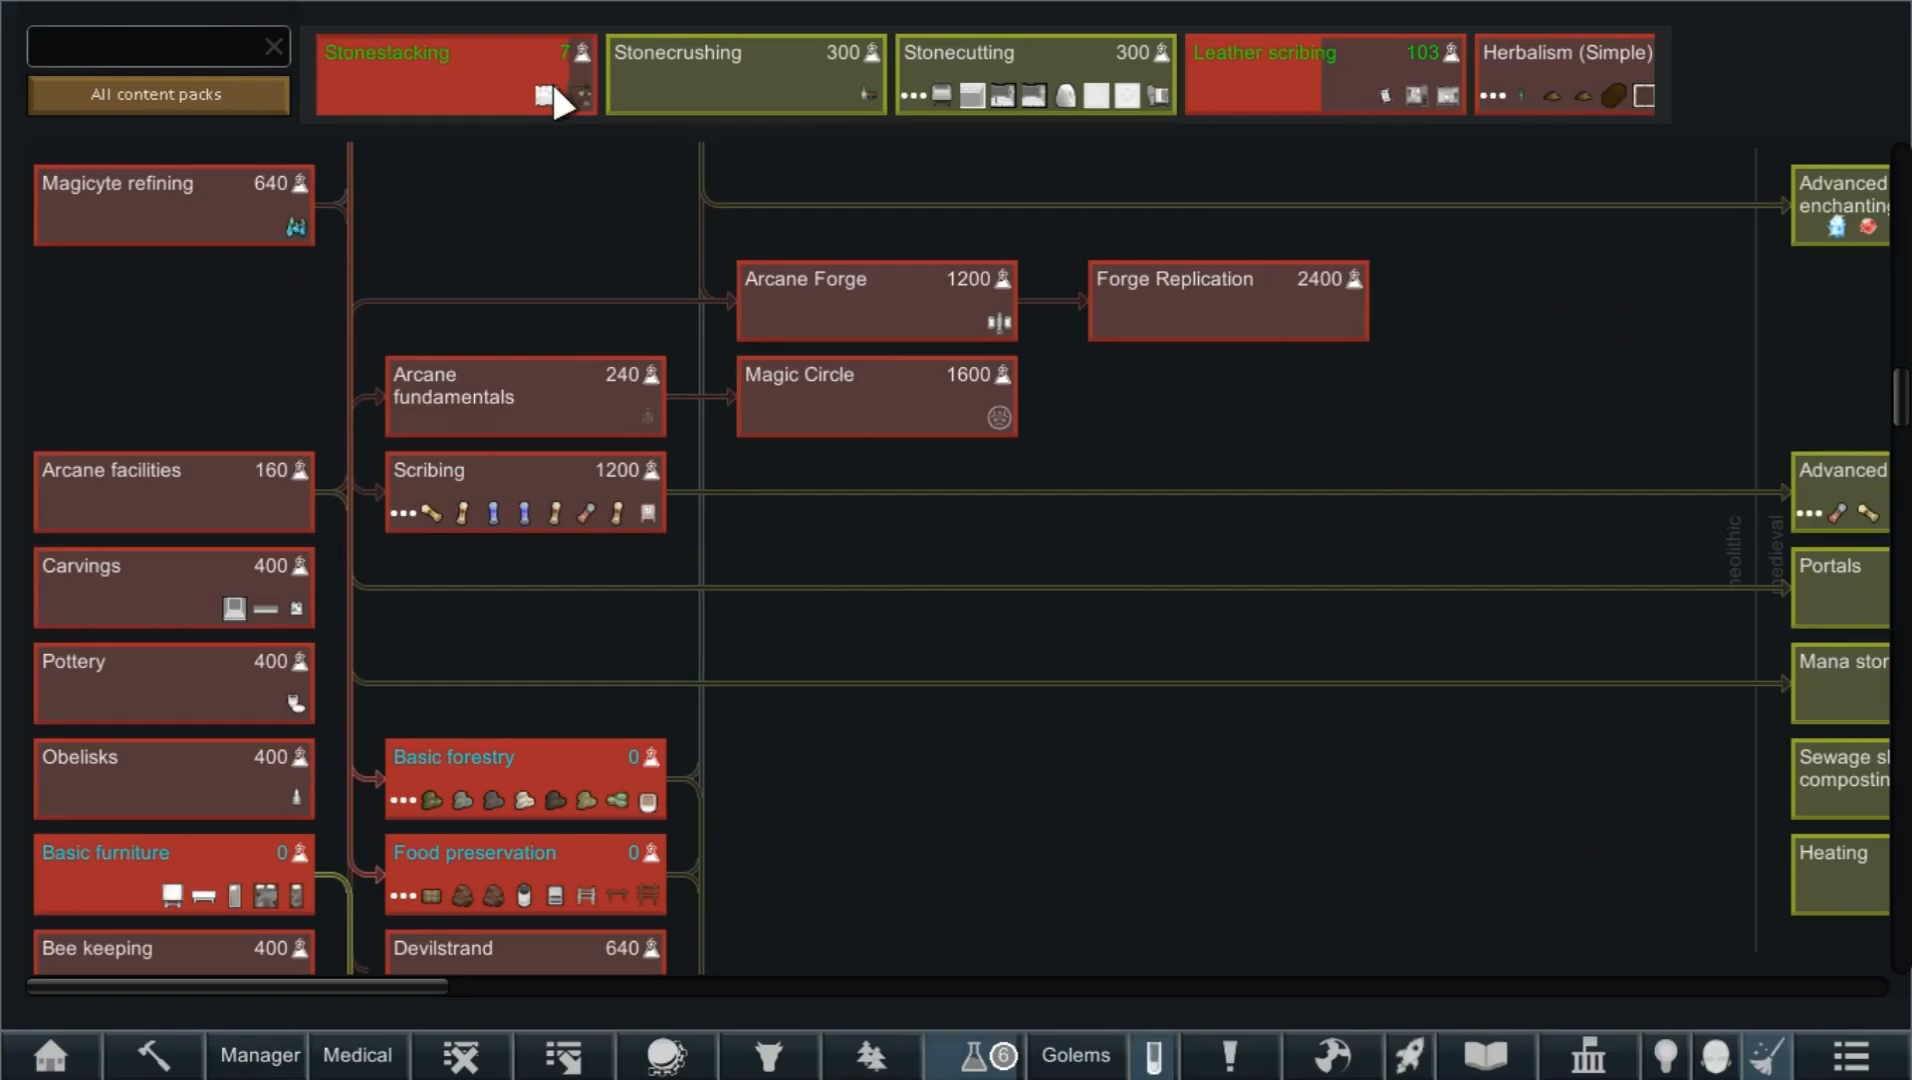 Stonestacking 7
Stonecrushing 300
Stonecutting 300
Leather scribing 103
Herbalism (Simple)
All content packs
Magicyte refining 640
Advanced
enchanting
Arcane Forge 1200
Forge Replication 2400
Arcane 240
fundamentals
Magic Circle 1600
Arcane facilities 160
Scribing 1200
Advanced
Carvings 400
Portals
neolithic
medieval
Pottery 400
Mana stor
Obelisks 400
Basic forestry 0
Sewage sl
compostin
Basic furniture 0
Food preservation 0
Heating
Bee keeping 400
Devilstrand 640
Manager
Medical
6
Golems